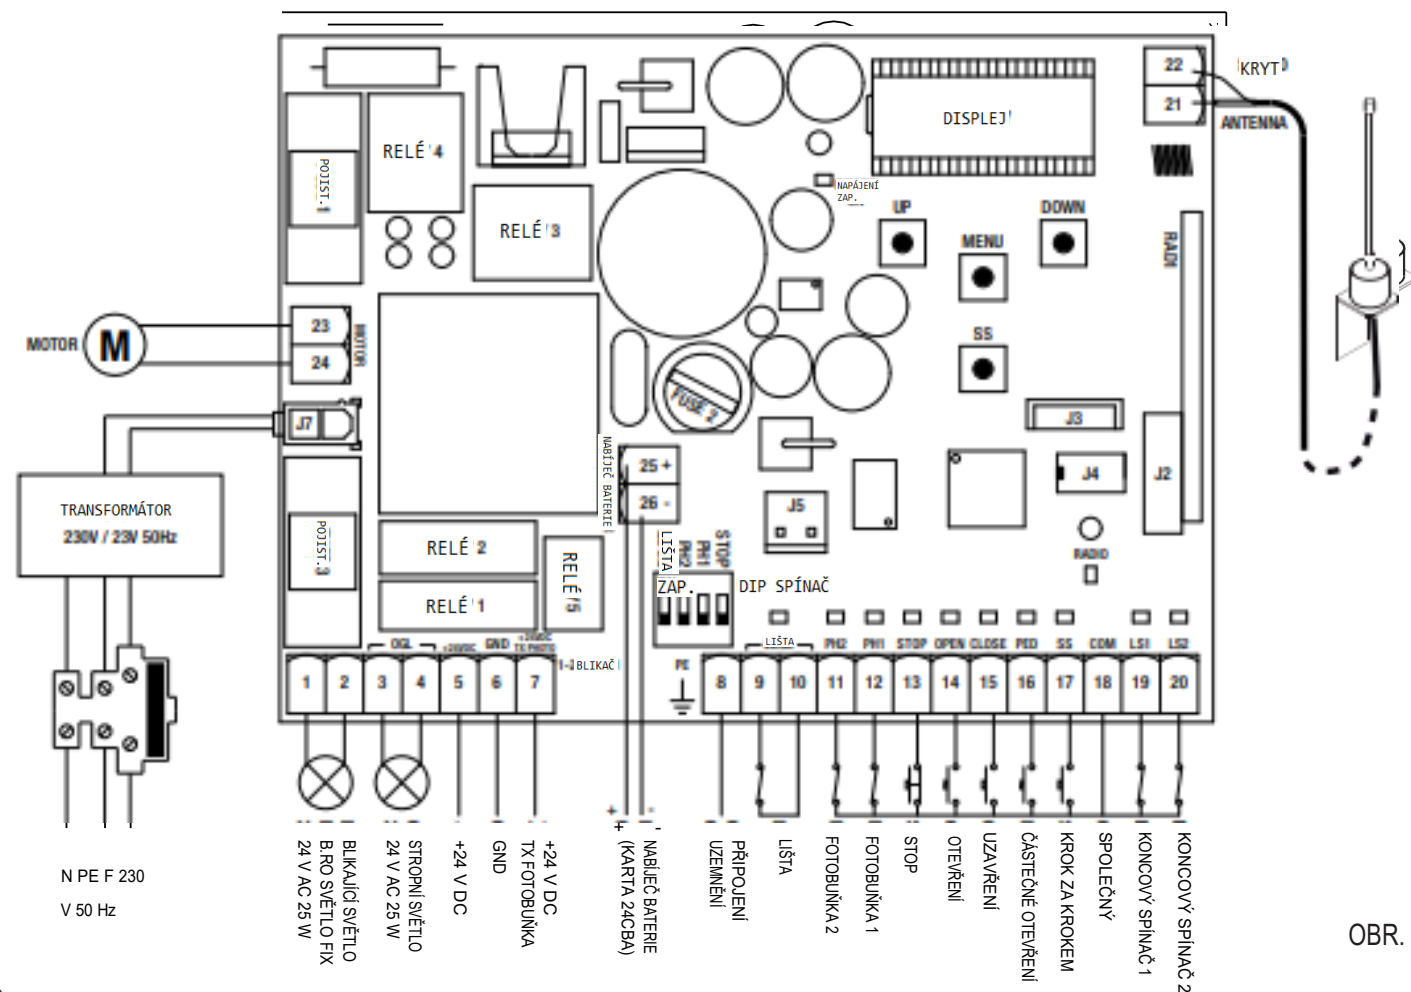 22
KRYT
21
ANTENNA
DISPLEJ
RELÉ 4
POJIST.1
NAPÁJENÍ
ZAP.
UP
DOWN
MENU
RELÉ 3
RADI
SS
MOTOR
M
23
24
MOTOR
J7
FUSE 2
J3
TRANSFORMÁTOR
230V / 23V 50Hz
NABÍJEČ BATERIE
25 +
26 -
J5
J4
J2
RADIO
POJIST.3
RELÉ 2
RELÉ 1
RELÉ 5
LIŠTA
PH2
PH1
STOP
ZAP.
DIP SPÍNAČ
OGL
+24VDC
GND
+24VDC
TX PHOTO
BLIKAČ
PE
LIŠTA
PH2
PH1
STOP
OPEN
CLOSE
PED
SS
COM
LS1
LS2
1
2
3
4
5
6
7
8
9
10
11
12
13
14
15
16
17
18
19
20
+
-
+
-
BLIKAJÍCÍ SVĚTLO
B.RO SVĚTLO FIX
24 V AC 25 W
STROPNÍ SVĚTLO
24 V AC 25 W
+24 V DC
GND
+24 V DC
TX FOTOBUŇKA
NABÍJEČ BATERIE
(KARTA 24CBA)
PŘIPOJENÍ
UZEMNĚNÍ
LIŠTA
FOTOBUŇKA 2
FOTOBUŇKA 1
STOP
OTEVŘENÍ
UZAVŘENÍ
ČÁSTEČNÉ OTEVŘENÍ
KROK ZA KROKEM
SPOLEČNÝ
KONCOVÝ SPÍNAČ 1
KONCOVÝ SPÍNAČ 2
N PE F 230
V 50 Hz
OBR.